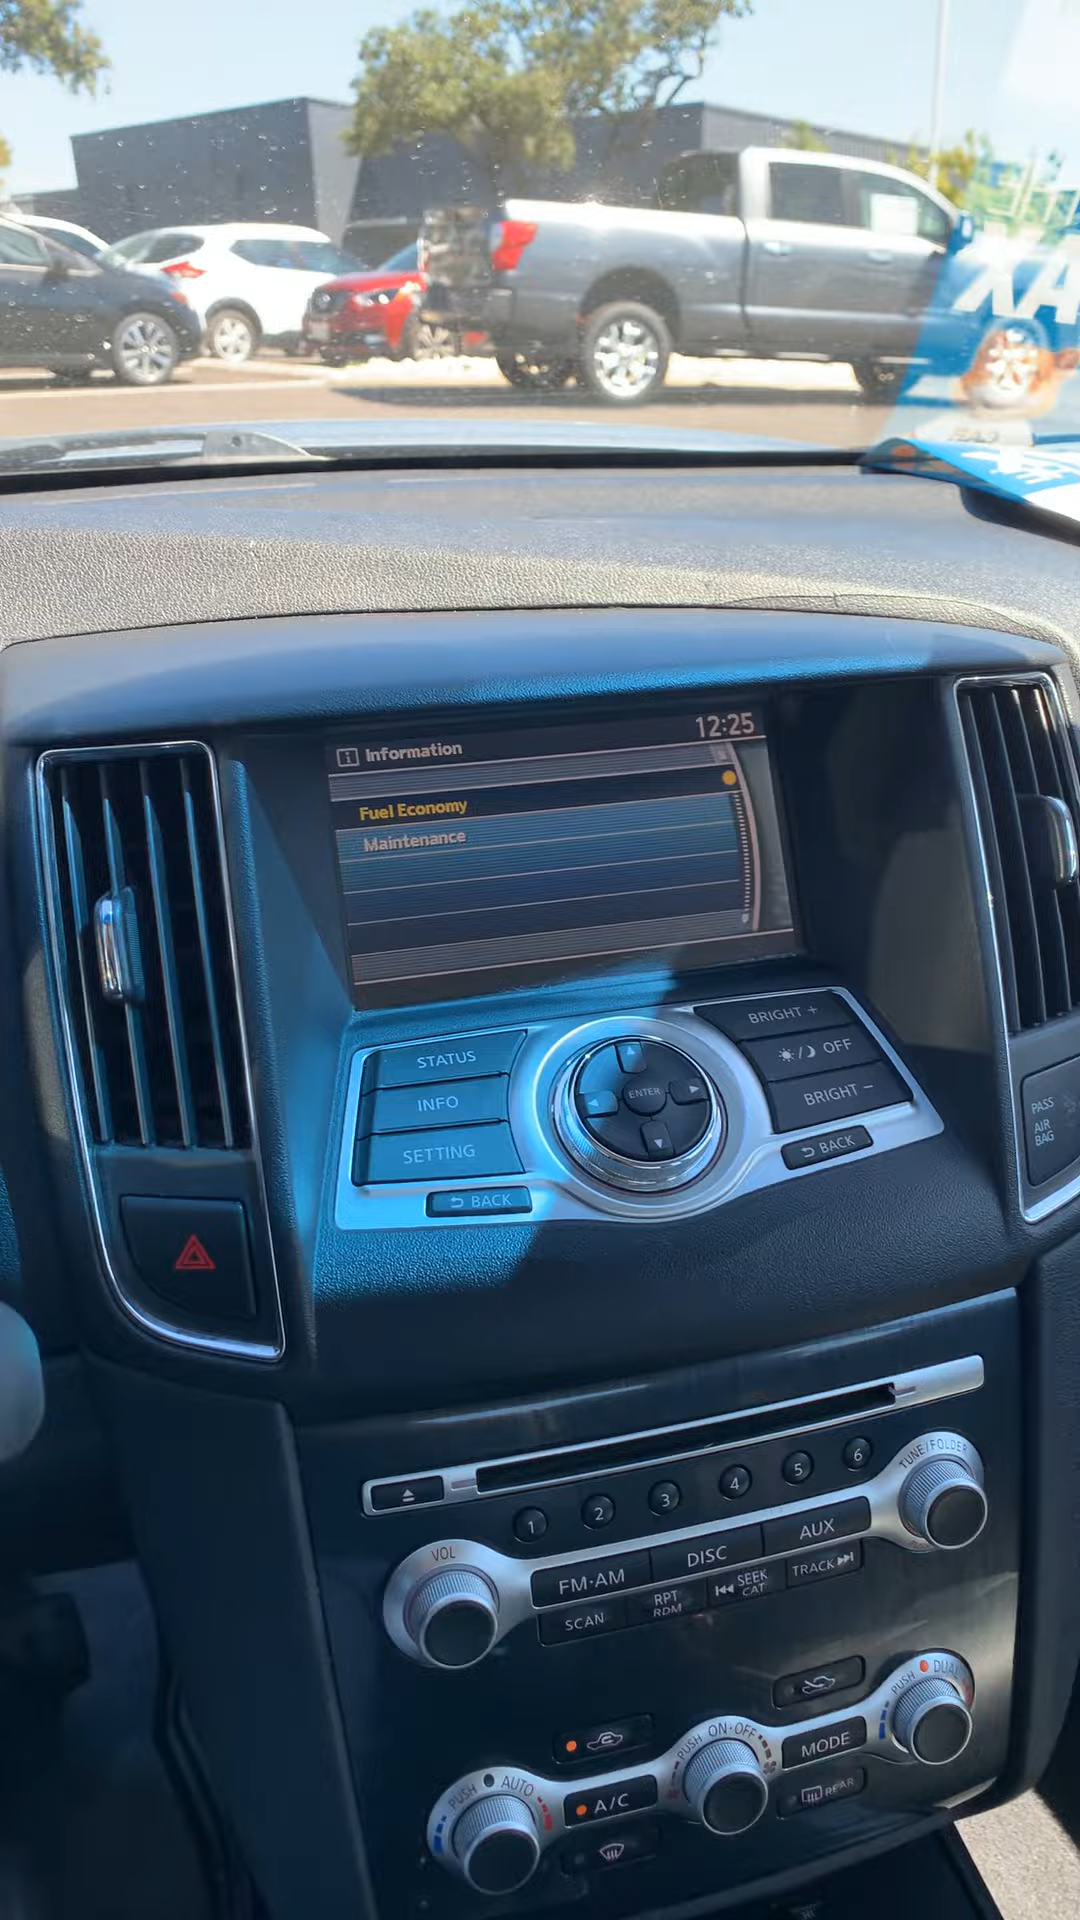 12:25
i Information
Fuel Economy
Maintenance
STATUS
INFO
SETTING
BACK
ENTER
BRIGHT +
/ OFF
BRIGHT -
BACK
PASS
AIR
BAG
1 2 3 4 5 6
TUNE/FOLDER
VOL
FM·AM DISC AUX
SCAN RPT
RDM SEEK
CAT TRACK
PUSH AUTO
A/C
PUSH ON·OFF
MODE
REAR
PUSH DUAL